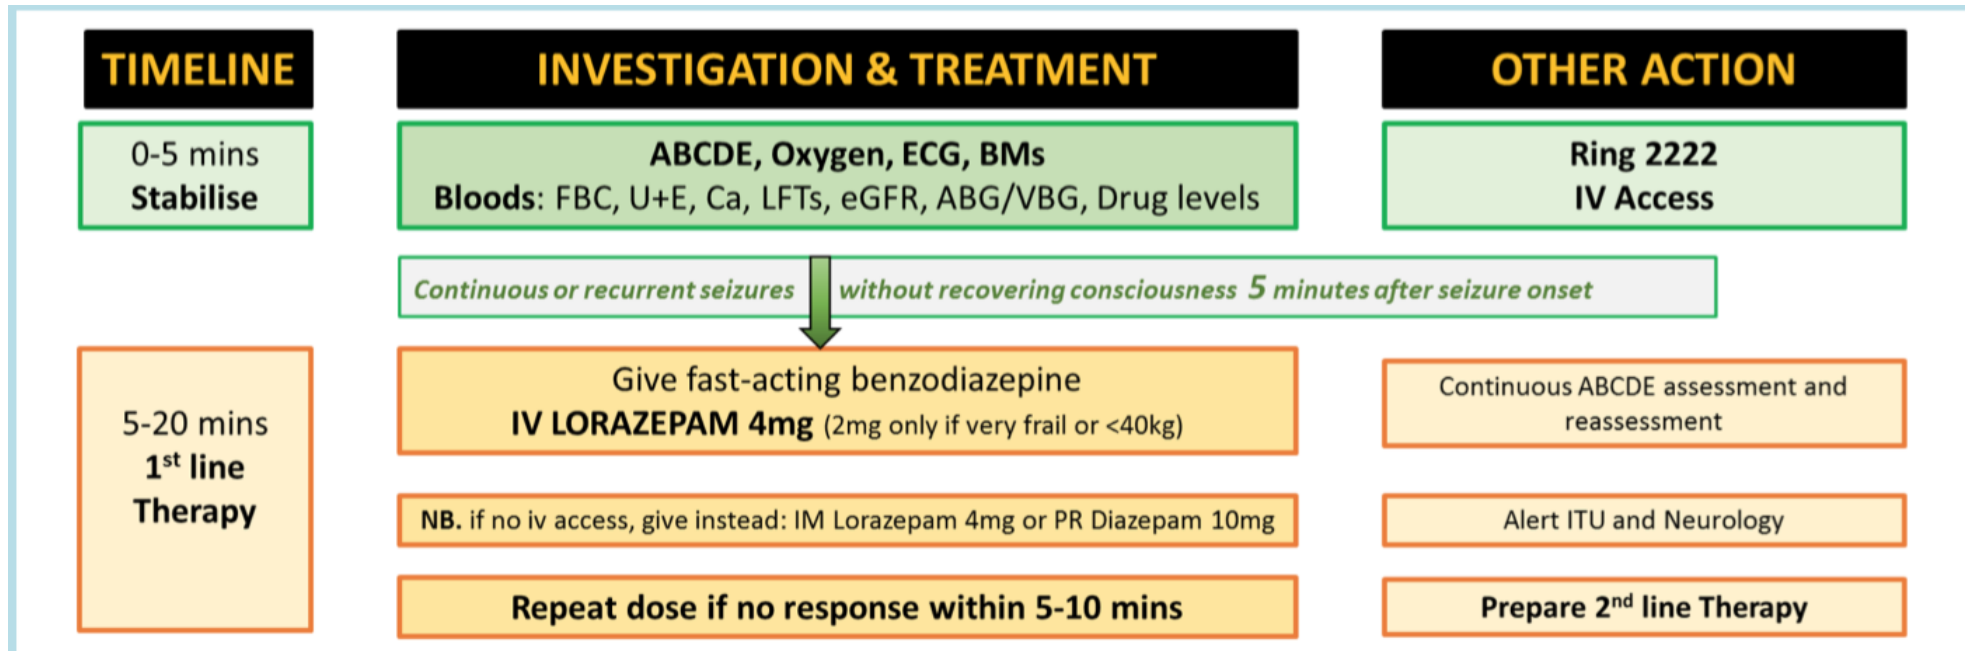 TIMELINE
INVESTIGATION & TREATMENT
OTHER ACTION
0-5 mins
Stabilise
ABCDE, Oxygen, ECG, BMs
Bloods: FBC, U+E, Ca, LFTs, eGFR, ABG/VBG, Drug levels
Ring 2222
IV Access
Continuous or recurrent seizures without recovering consciousness 5 minutes after seizure onset
5-20 mins
1st line
Therapy
Give fast-acting benzodiazepine
IV LORAZEPAM 4mg (2mg only if very frail or <40kg)
Continuous ABCDE assessment and
reassessment
NB. if no iv access, give instead: IM Lorazepam 4mg or PR Diazepam 10mg
Alert ITU and Neurology
Repeat dose if no response within 5-10 mins
Prepare 2nd line Therapy